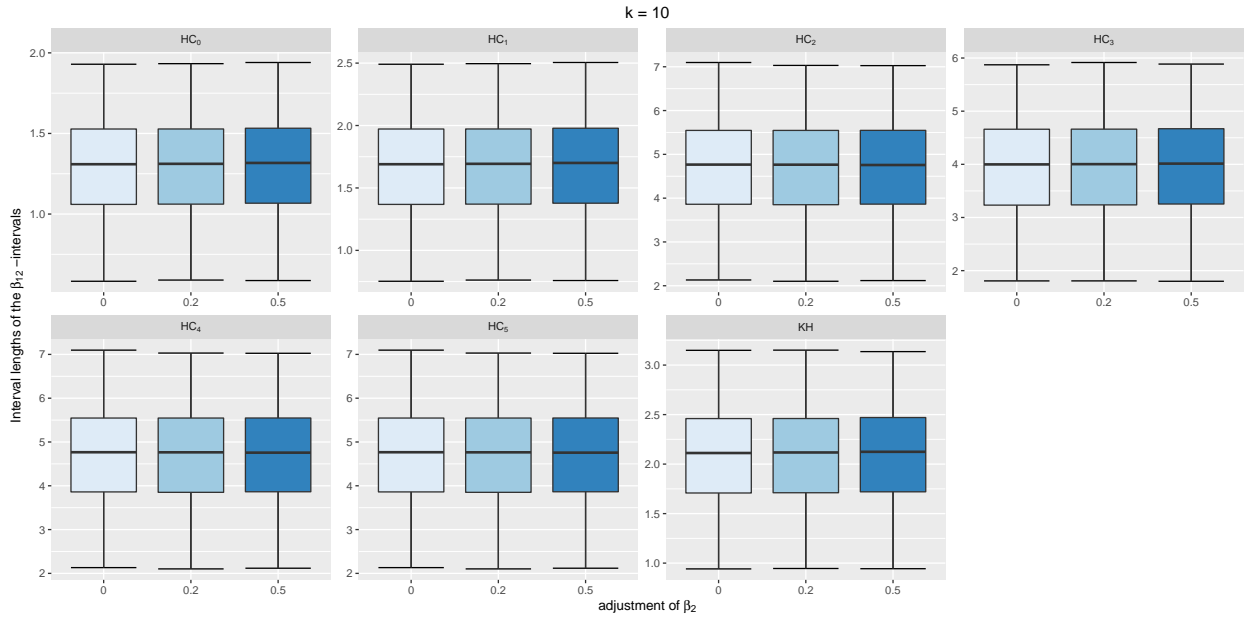 k = 10
Interval lengths of the β₁₂ −intervals
HC₀
2.0
1.5
1.0
0 0.2 0.5
HC₁
2.5
2.0
1.5
1.0
0 0.2 0.5
HC₂
7
6
5
4
3
2
0 0.2 0.5
HC₃
6
5
4
3
2
0 0.2 0.5
HC₄
7
6
5
4
3
2
0 0.2 0.5
HC₅
7
6
5
4
3
2
0 0.2 0.5
KH
3.0
2.5
2.0
1.5
1.0
0 0.2 0.5
adjustment of β₂